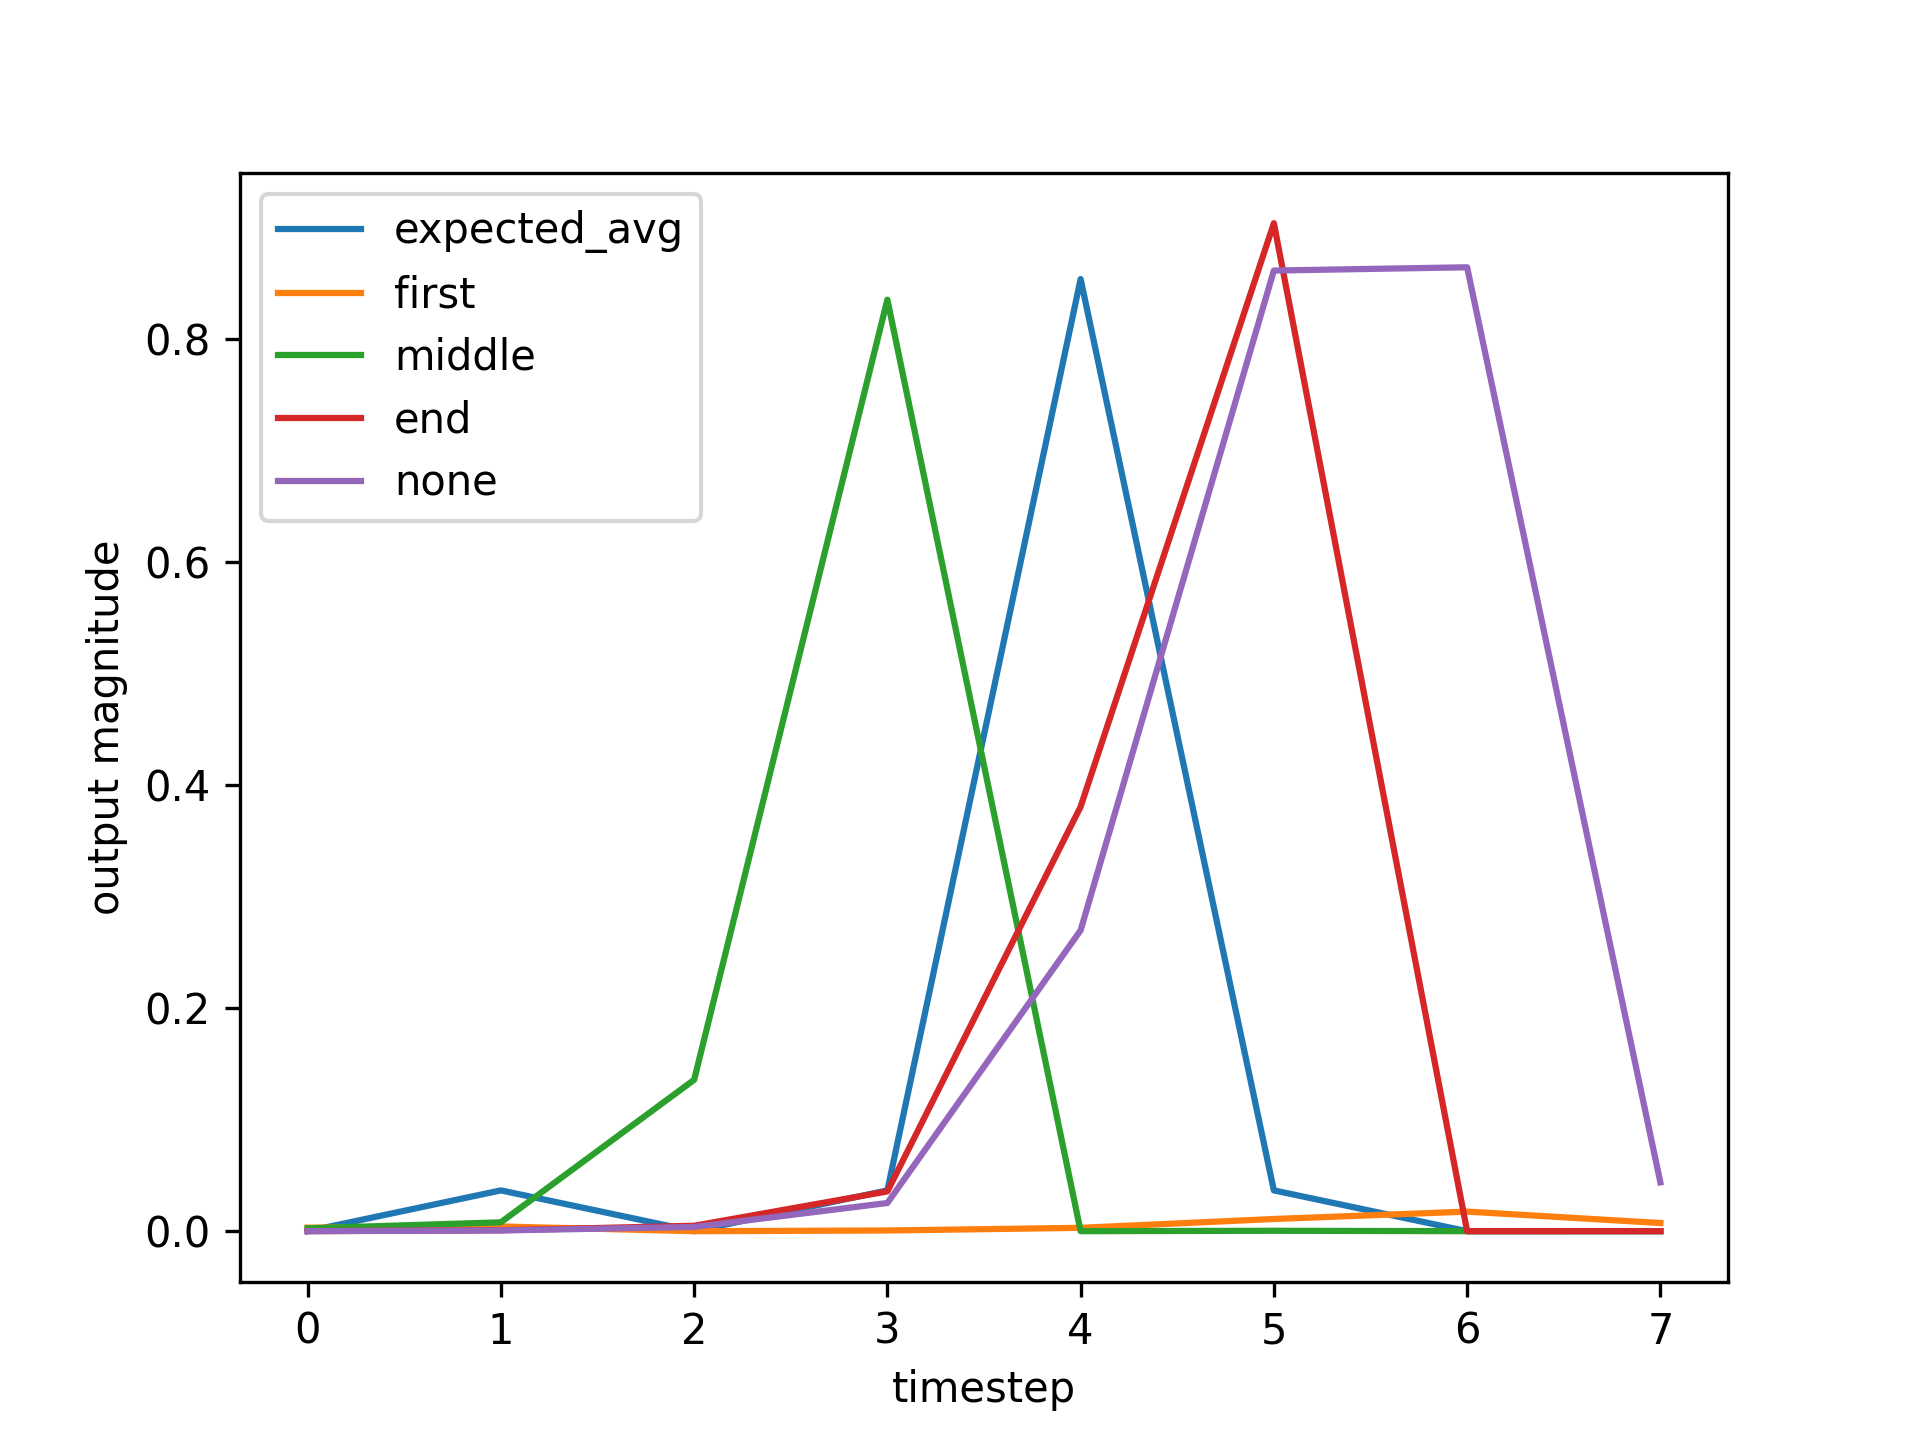 expected_avg
first
middle
end
none
output magnitude
0.8
0.6
0.4
0.2
0.0
0 1 2 3 4 5 6 7
timestep